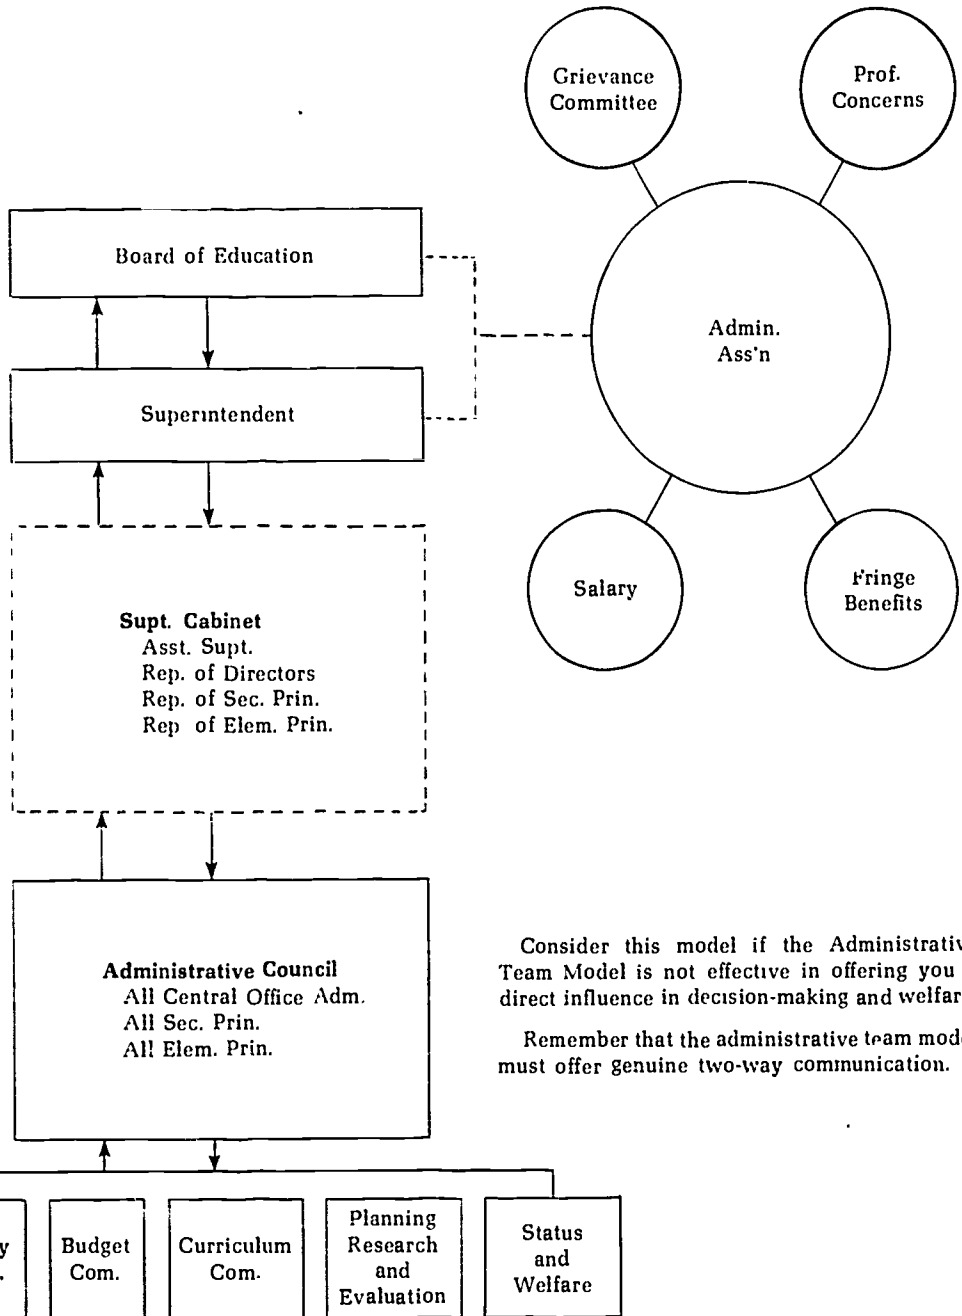 Grievance
Committee
Prof.
Concerns
Board of Education
Admin.
Ass'n
Superintendent
Salary
Fringe
Benefits
Supt. Cabinet
Asst. Supt.
Rep. of Directors
Rep. of Sec. Prin.
Rep of Elem. Prin.
Administrative Council
All Central Office Adm.
All Sec. Prin.
All Elem. Prin.
Consider this model if the Administrativ
Team Model is not effective in offering you
direct influence in decision-making and welfar
Remember that the administrative team mod
must offer genuine two-way communication.
Budget
Com.
Curriculum
Com.
Planning
Research
and
Evaluation
Status
and
Welfare